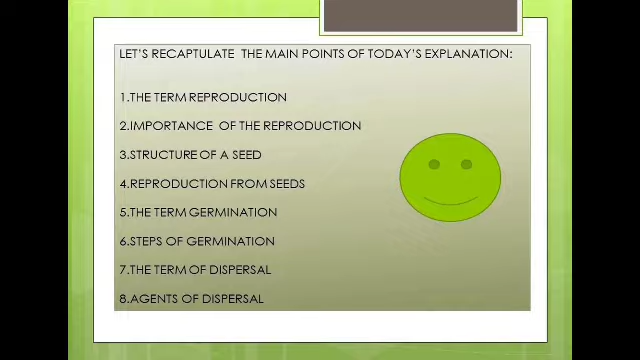 LET'S RECAPTULATE THE MAIN POINTS OF TODAY'S EXPLANATION:
1.THE TERM REPRODUCTION
2.IMPORTANCE OF THE REPRODUCTION
3.STRUCTURE OF A SEED
4.REPRODUCTION FROM SEEDS
5.THE TERM GERMINATION
6.STEPS OF GERMINATION
7.THE TERM OF DISPERSAL
8.AGENTS OF DISPERSAL